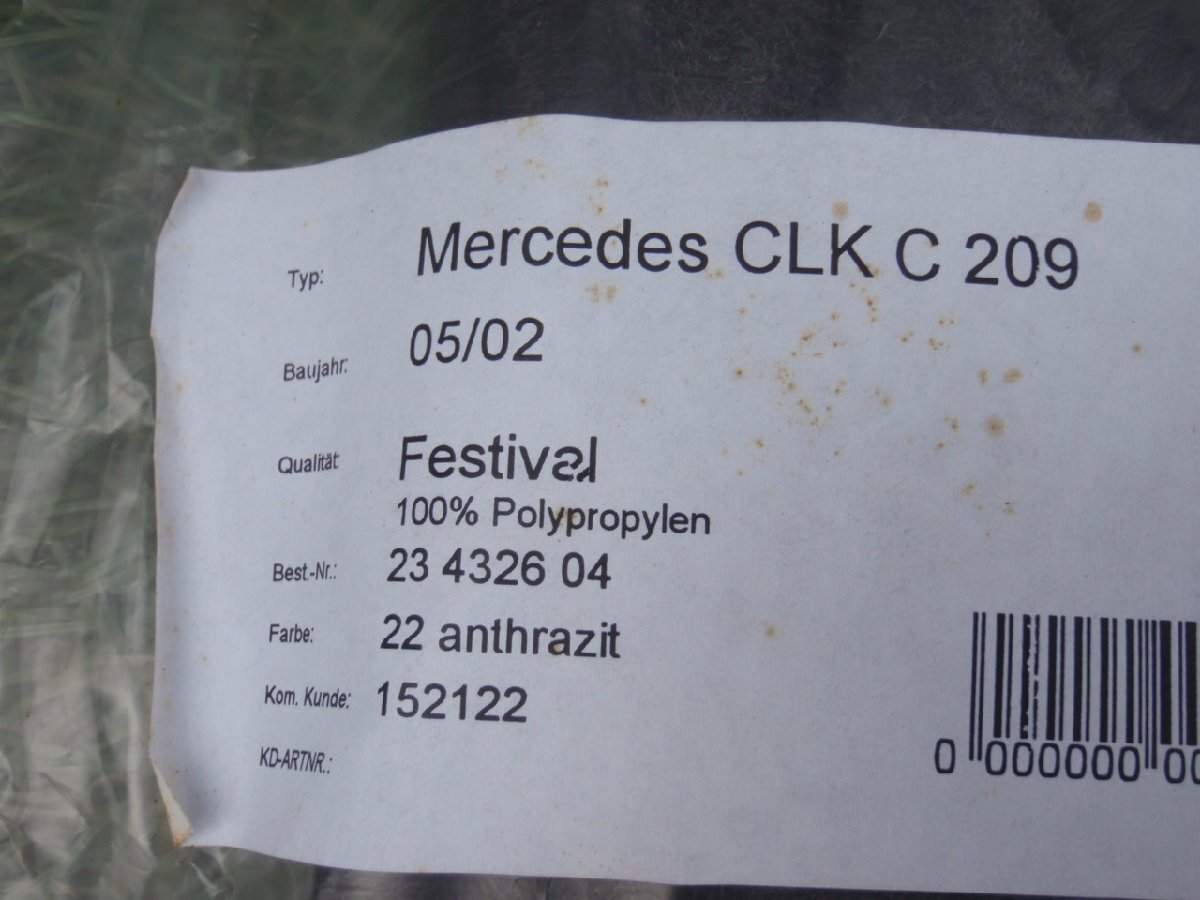 Typ: Mercedes CLK C 209
Baujahr: 05/02
Qualität Festival
100% Polypropylen
Best.-Nr.: 23 4326 04
Farbe: 22 anthrazit
Kom. Kunde: 152122
KD-ARTNR.:
0 000000 00